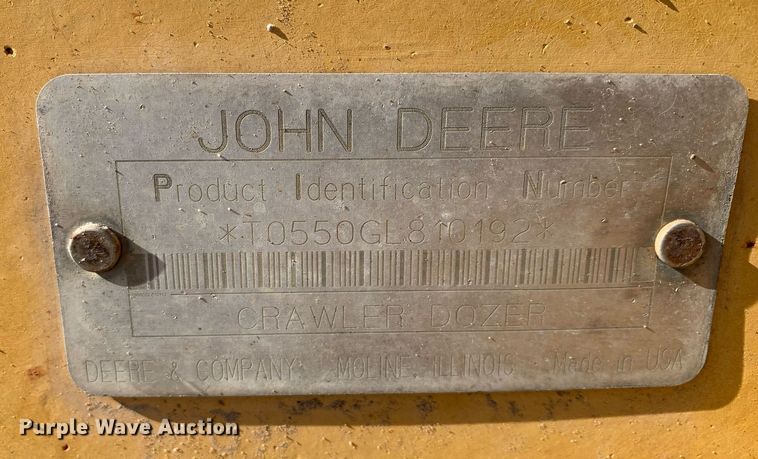 JOHN DEERE
Product Identification Number
*T0550GL810192*
CRAWLER DOZER
DEERE & COMPANY MOLINE, ILLINOIS Made in USA
Purple Wave Auction